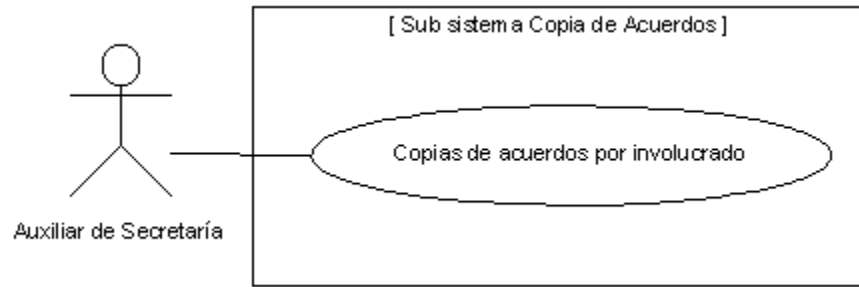 [ Sub sistema Copia de Acuerdos ]
Copias de acuerdos por involucrado
Auxiliar de Secretaría